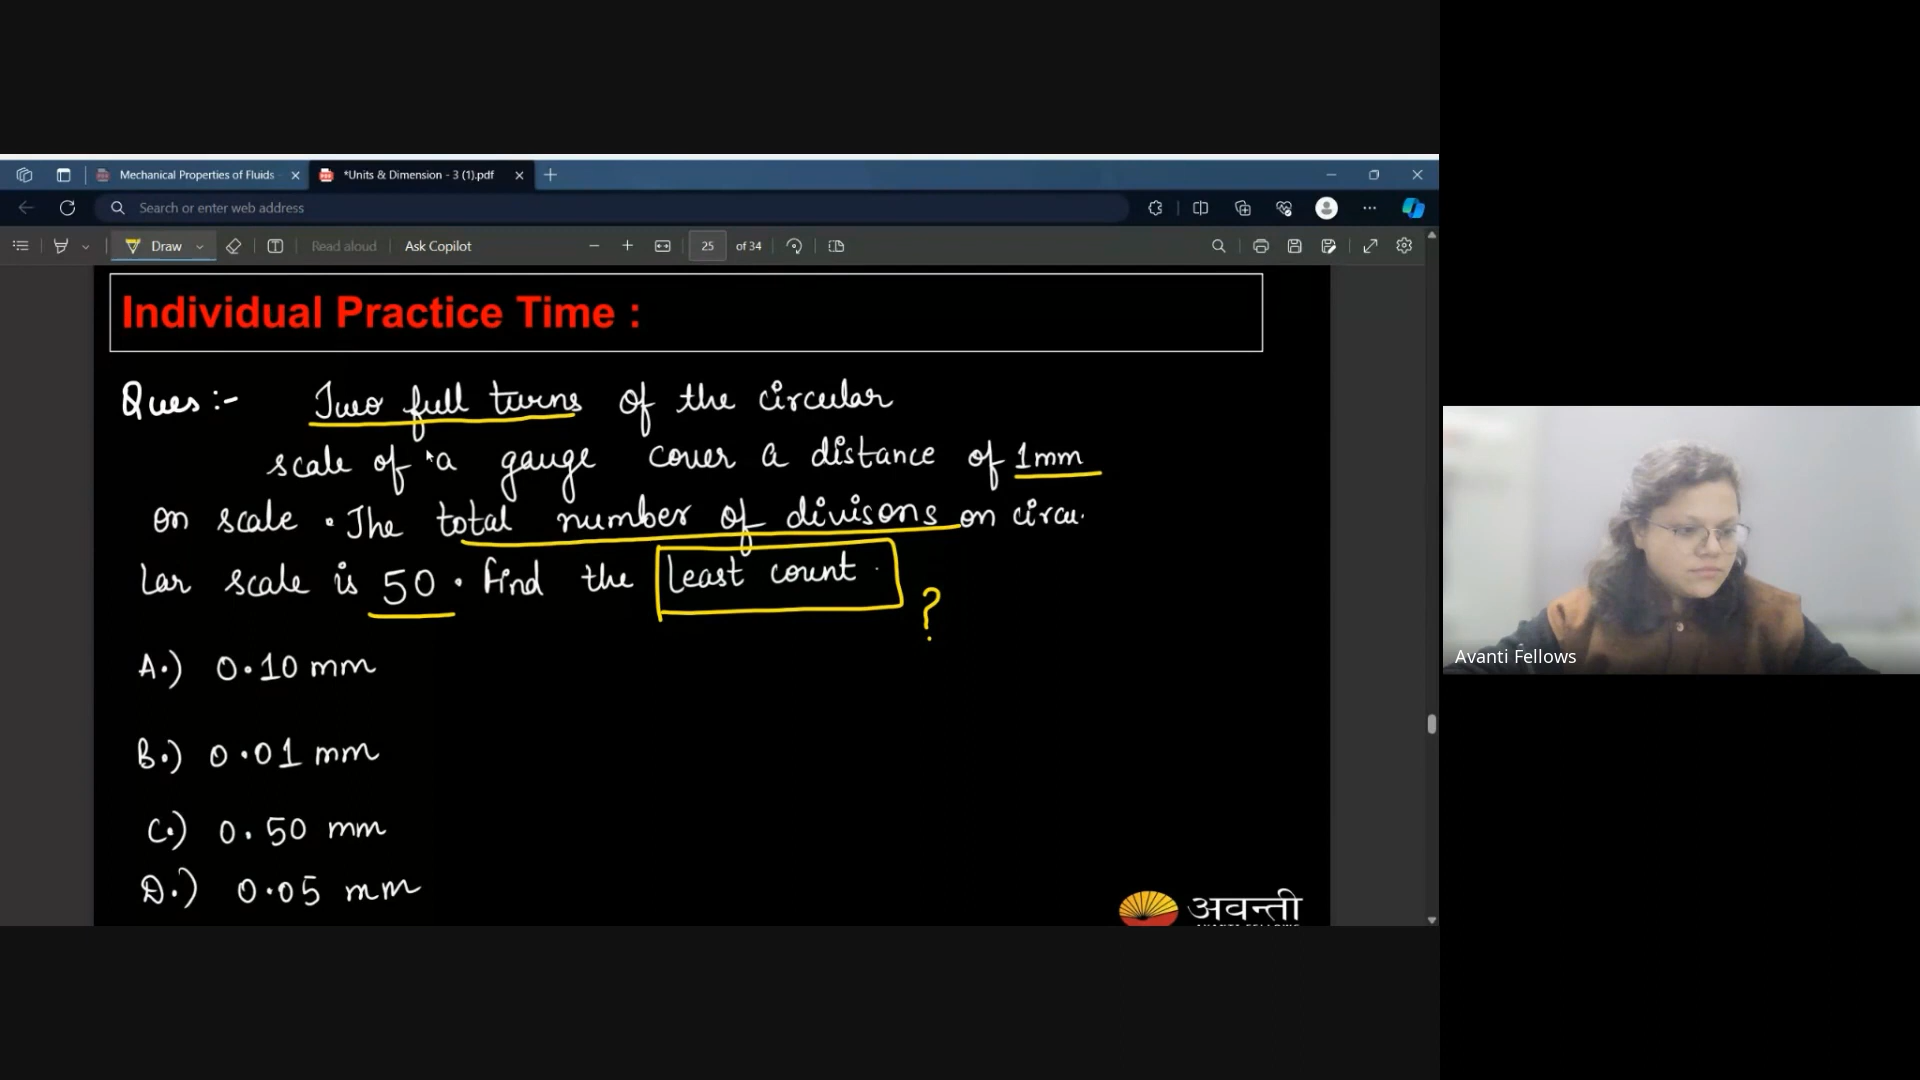 Mechanical Properties of Fluids
*Units & Dimension - 3 (1).pdf
Search or enter web address
Draw
Read aloud
Ask Copilot
25 of 34
Individual Practice Time :
Ques :- Two full turns of the circular
scale of a gauge cover a distance of 1mm
on scale . The total number of divisons on circu.
lar scale is 50 . Find the least count .
?
A.) 0.10 mm
B.) 0.01 mm
C.) 0.50 mm
D.) 0.05 mm
अवन्ती
Avanti Fellows